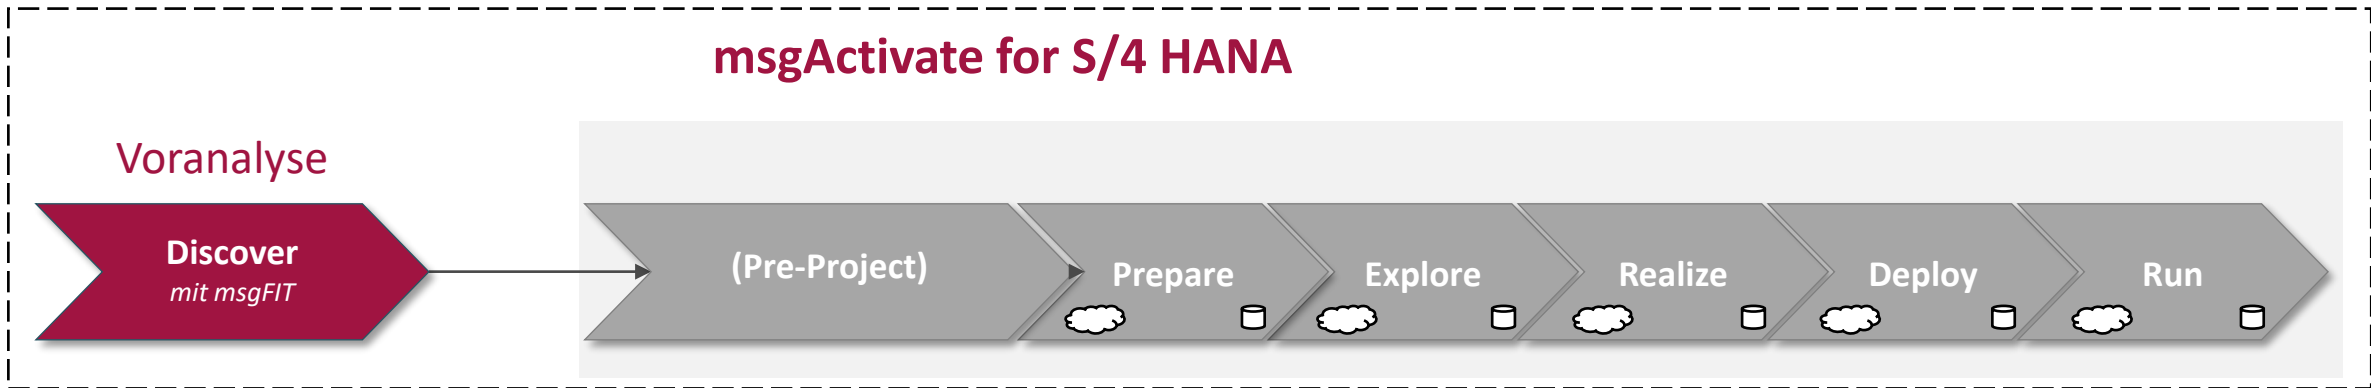 msgActivate for S/4 HANA
Voranalyse
Discover
mit msgFIT
(Pre-Project)
Prepare
Explore
Realize
Deploy
Run